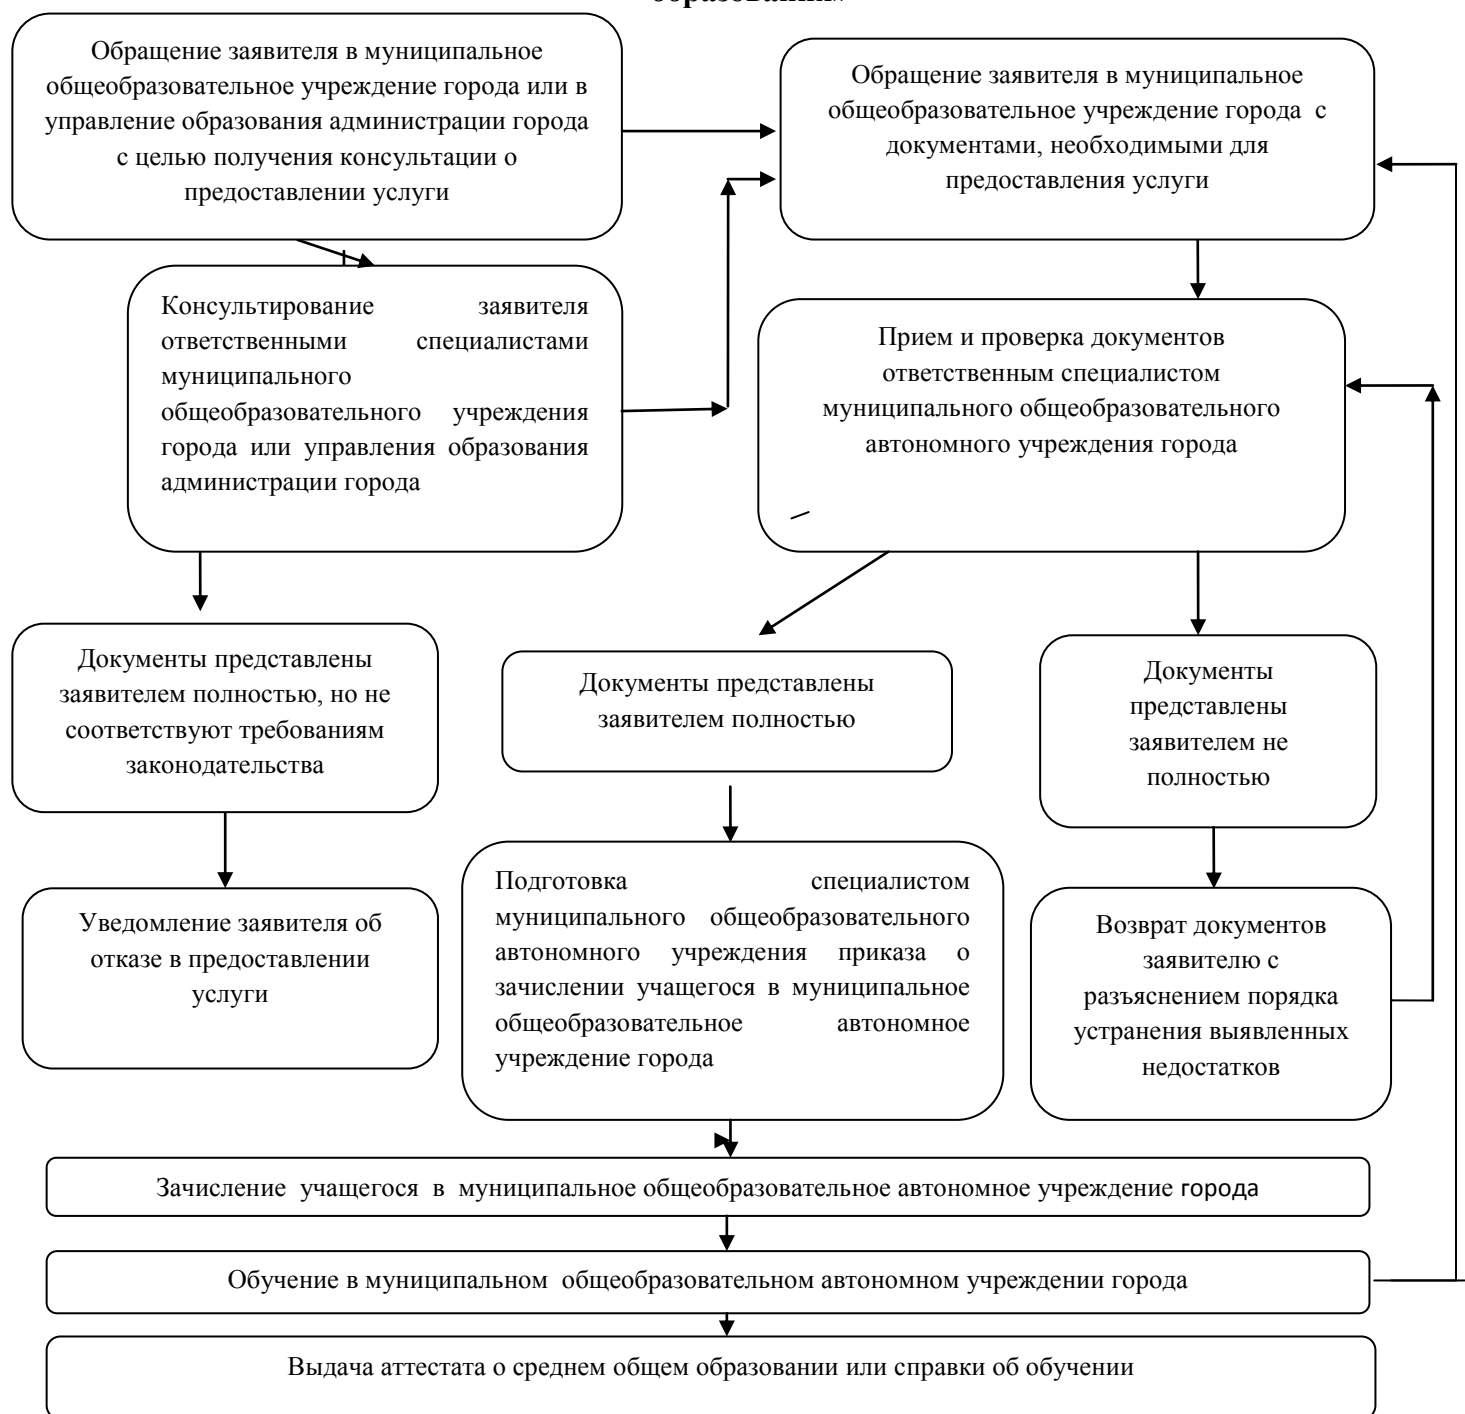 образования»
Обращение заявителя в муниципальное
общеобразовательное учреждение города или в
управление образования администрации города
с целью получения консультации о
предоставлении услуги
Обращение заявителя в муниципальное
общеобразовательное учреждение города с
документами, необходимыми для
предоставления услуги
Консультирование заявителя
ответственными специалистами
муниципального
общеобразовательного учреждения
города или управления образования
администрации города
Прием и проверка документов
ответственным специалистом
муниципального общеобразовательного
автономного учреждения города
Документы представлены
заявителем полностью, но не
соответствуют требованиям
законодательства
Документы представлены
заявителем полностью
Документы
представлены
заявителем не
полностью
Уведомление заявителя об
отказе в предоставлении
услуги
Подготовка специалистом
муниципального общеобразовательного
автономного учреждения приказа о
зачислении учащегося в муниципальное
общеобразовательное автономное
учреждение города
Возврат документов
заявителю с
разъяснением порядка
устранения выявленных
недостатков
Зачисление учащегося в муниципальное общеобразовательное автономное учреждение города
Обучение в муниципальном общеобразовательном автономном учреждении города
Выдача аттестата о среднем общем образовании или справки об обучении